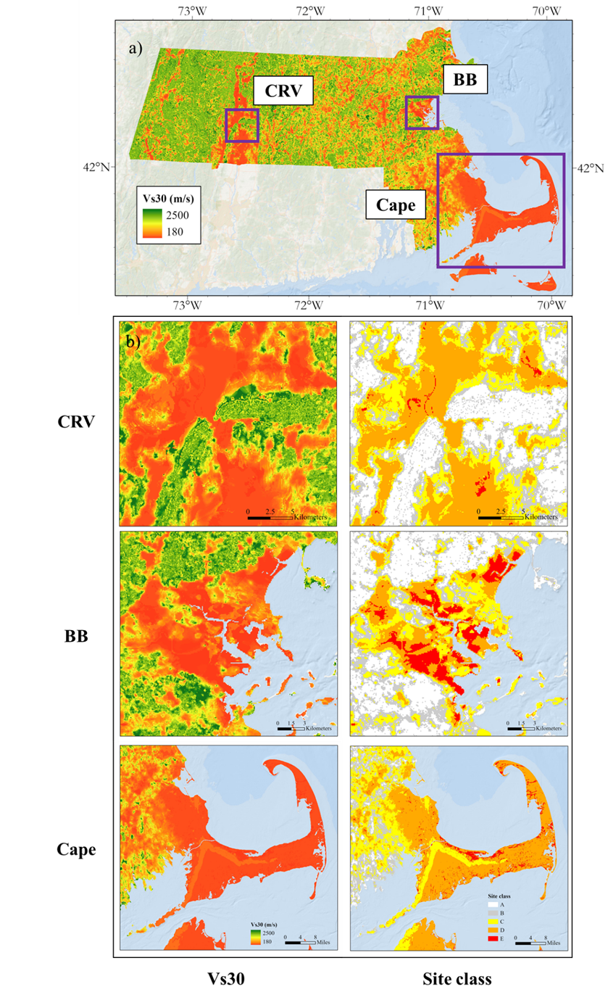 73°W 72°W 71°W 70°W
a)
BB
CRV
42°N 42°N
Vs30 (m/s)
2500
180
Cape
73°W 72°W 71°W 70°W
b)
CRV
0 2.5 5
Kilometers
0 2.5 5
Kilometers
BB
0 1.5 3
Kilometers
0 1.5 3
Kilometers
Cape
Vs30 (m/s)
2500
180
0 4 8
Miles
Site class
A
B
C
D
E
0 4 8
Miles
Vs30 Site class